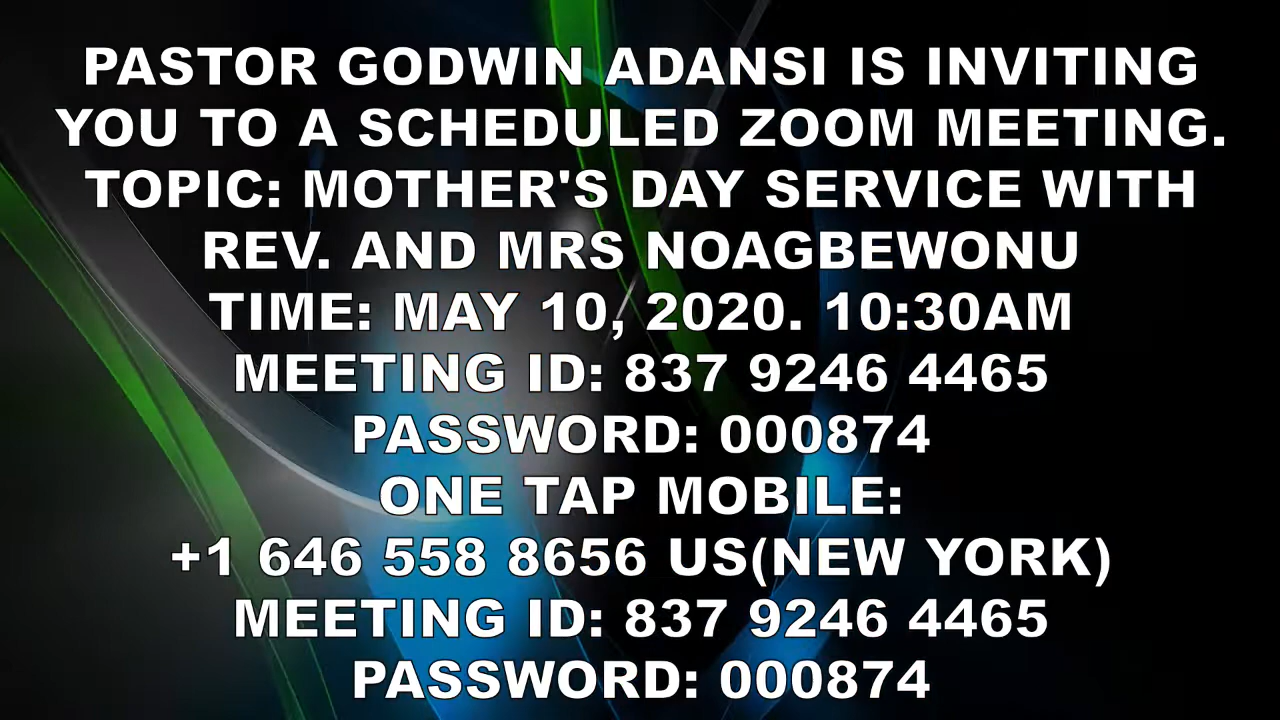 PASTOR GODWIN ADANSI IS INVITING
YOU TO A SCHEDULED ZOOM MEETING.
TOPIC: MOTHER'S DAY SERVICE WITH
REV. AND MRS NOAGBEWONU
TIME: MAY 10, 2020. 10:30AM
MEETING ID: 837 9246 4465
PASSWORD: 000874
ONE TAP MOBILE:
+1 646 558 8656 US(NEW YORK)
MEETING ID: 837 9246 4465
PASSWORD: 000874